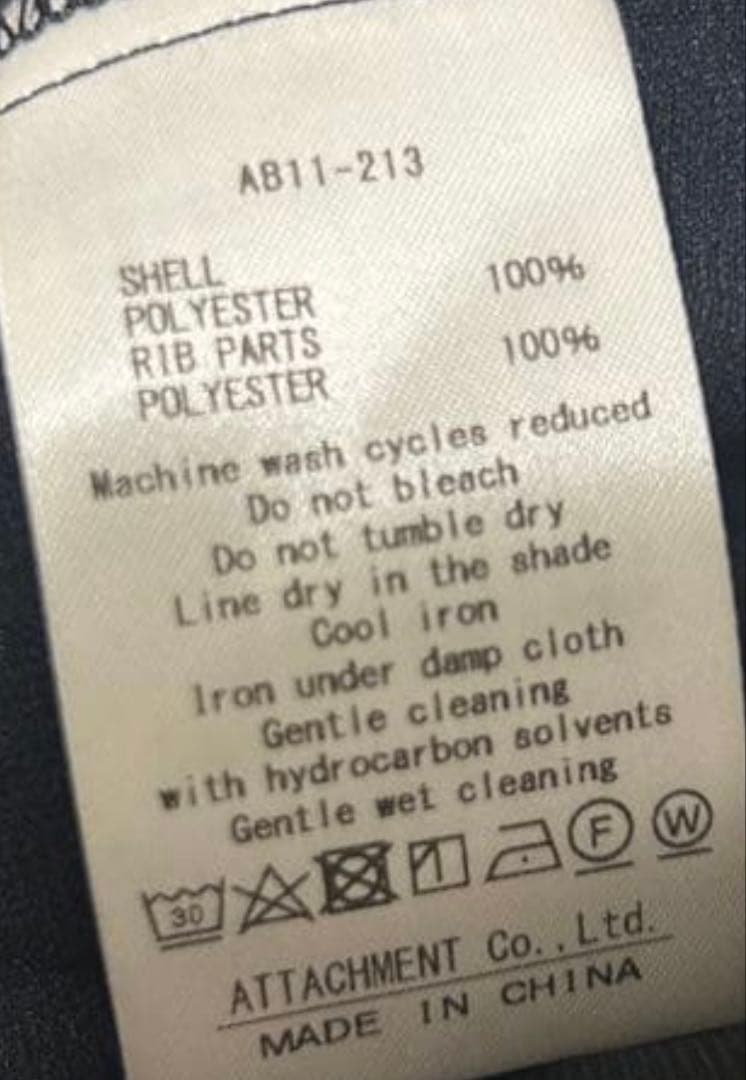 AB11-213
SHELL
POLYESTER 100%
RIB PARTS
POLYESTER 100%
Machine wash cycles reduced
Do not bleach
Do not tumble dry
Line dry in the shade
Cool iron
Iron under damp cloth
Gentle cleaning
with hydrocarbon solvents
Gentle wet cleaning
30 F W
ATTACHMENT Co.,Ltd.
MADE IN CHINA